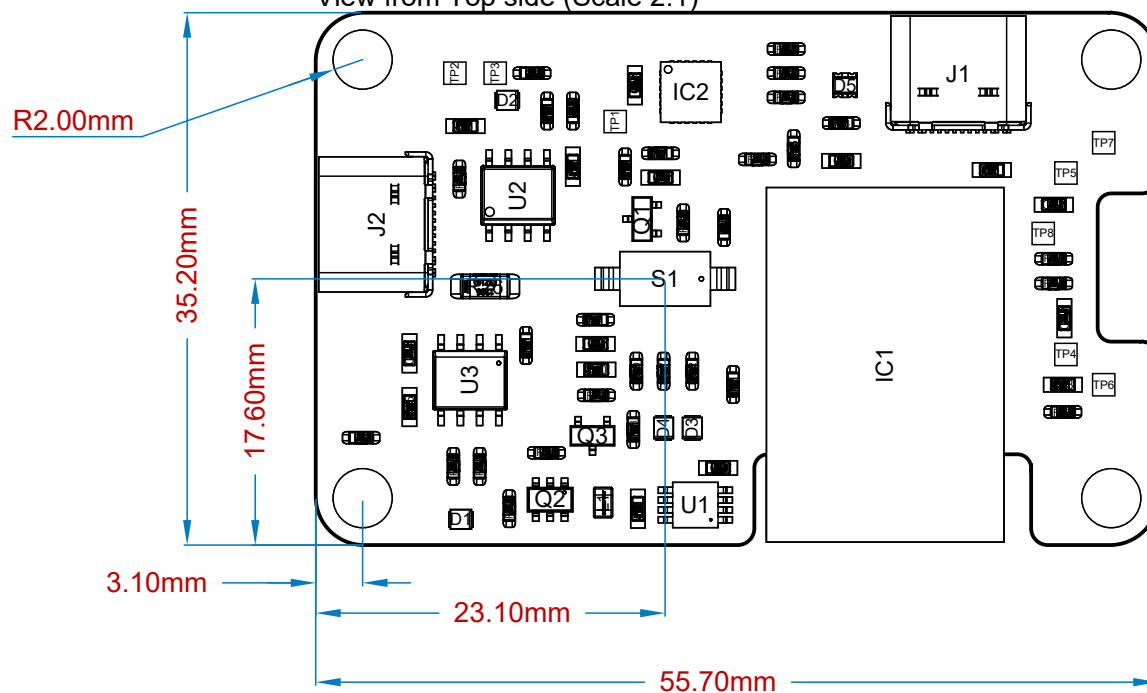 View from Top side (Scale 2:1)
J1
TP2
TP3
D2
IC2
D5
R2.00mm
TP1
TP7
TP5
U2
J2
Q1
TP8
35.20mm
S1
TP4
IC1
U3
TP6
17.60mm
Q3
D4
D3
Q2
L1
U1
D1
3.10mm
23.10mm
55.70mm